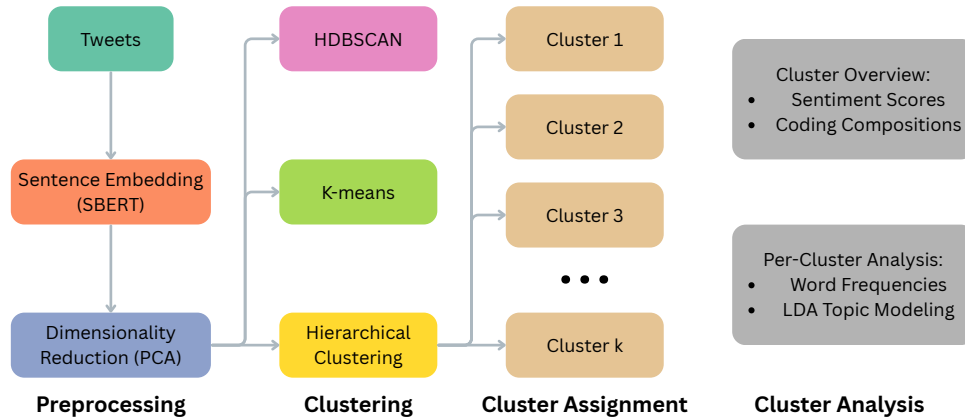 Tweets
Sentence Embedding
(SBERT)
Dimensionality
Reduction (PCA)
Preprocessing
HDBSCAN
K-means
Hierarchical
Clustering
Clustering
Cluster 1
Cluster 2
Cluster 3
• • •
Cluster k
Cluster Assignment
Cluster Overview:
• Sentiment Scores
• Coding Compositions
Per-Cluster Analysis:
• Word Frequencies
• LDA Topic Modeling
Cluster Analysis